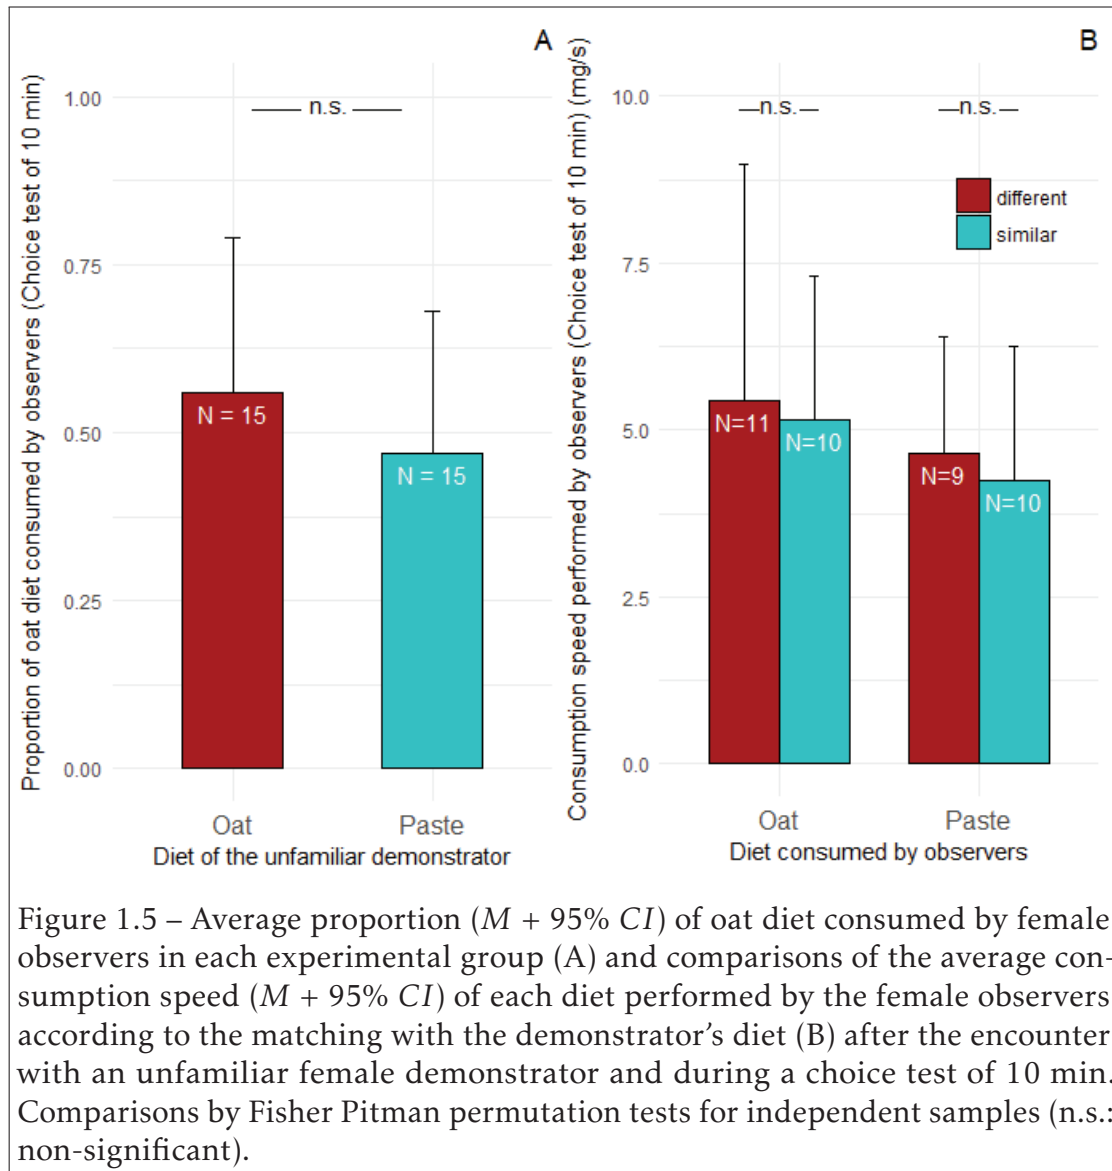 A
Proportion of oat diet consumed by observers (Choice test of 10 min)
1.00
0.75
0.50
0.25
0.00
n.s.
N = 15
N = 15
Oat
Paste
Diet of the unfamiliar demonstrator
B
Consumption speed performed by observers (Choice test of 10 min) (mg/s)
10.0
7.5
5.0
2.5
0.0
n.s.
n.s.
different
similar
N=11
N=10
N=9
N=10
Oat
Paste
Diet consumed by observers
Figure 1.5 – Average proportion (M + 95% CI) of oat diet consumed by female
observers in each experimental group (A) and comparisons of the average con-
sumption speed (M + 95% CI) of each diet performed by the female observers
according to the matching with the demonstrator's diet (B) after the encounter
with an unfamiliar female demonstrator and during a choice test of 10 min.
Comparisons by Fisher Pitman permutation tests for independent samples (n.s.:
non-significant).